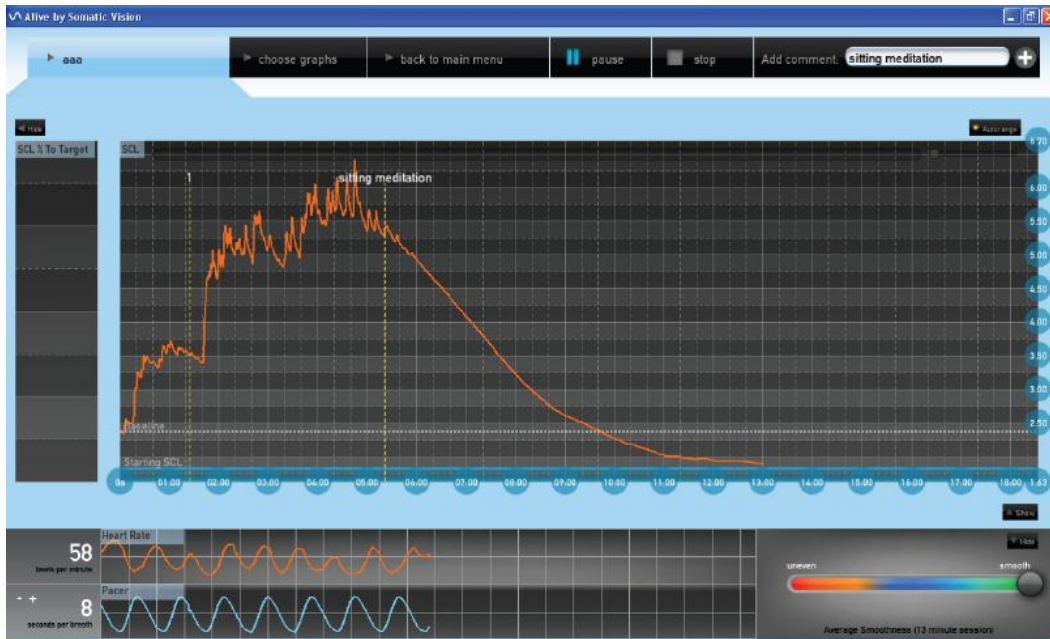 Alive by Somatic Vision
aaa
choose graphs
back to main menu
pause
stop
Add comment:
sitting meditation
Hide
Autorange
SCL % To Target
SCL
6.70
1
sitting meditation
6.00
5.50
5.00
4.50
4.00
3.50
3.00
2.50
Baseline
Starting SCL
0s
01:00
02:00
03:00
04:00
05:00
06:00
07:00
08:00
09:00
10:00
11:00
12:00
13:00
14:00
15:00
16:00
17:00
18:00
1.63
Show
Heart Rate
58
beats per minute
Hide
uneven
smooth
Pacer
- +
8
seconds per breath
Average Smoothness (13 minute session)